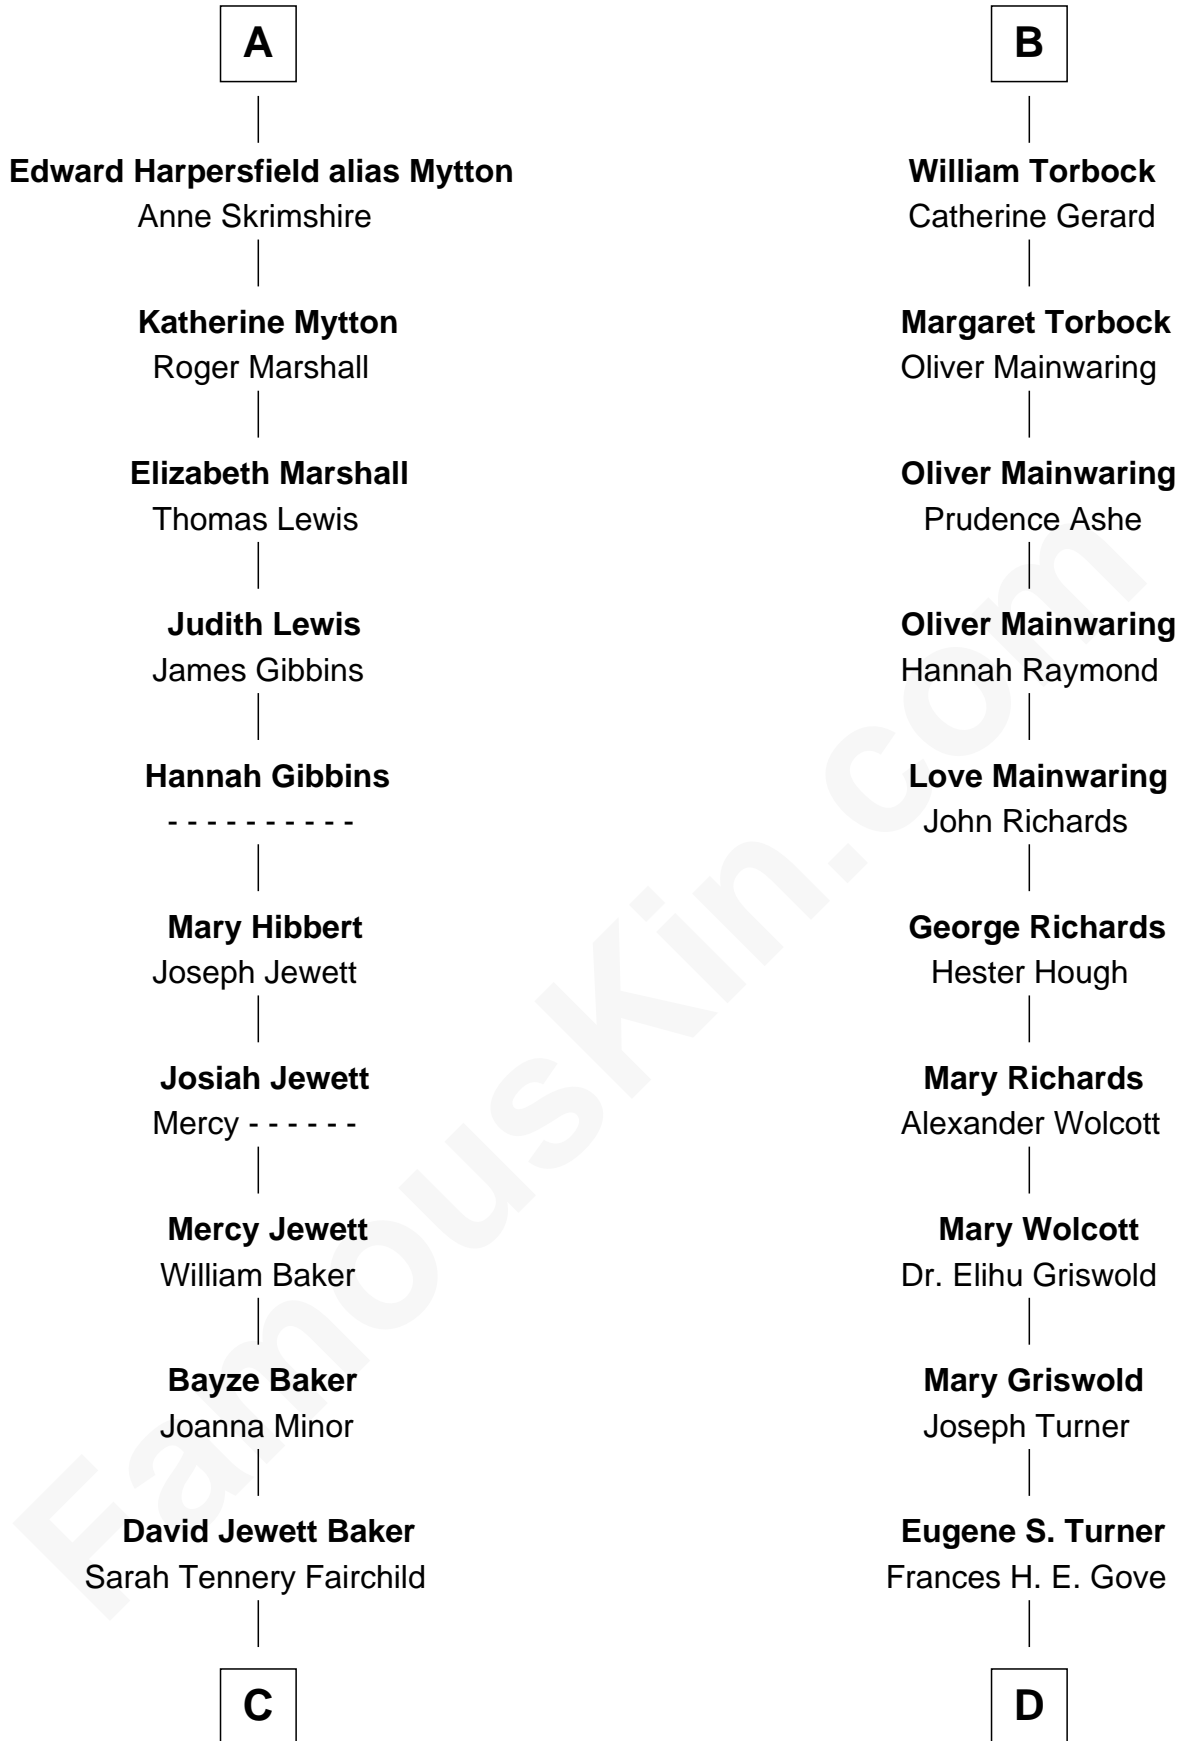 A
Edward Harpersfield alias Mytton
Anne Skrimshire
Katherine Mytton
Roger Marshall
Elizabeth Marshall
Thomas Lewis
Judith Lewis
James Gibbins
Hannah Gibbins
- - - - - - - - - -
Mary Hibbert
Joseph Jewett
Josiah Jewett
Mercy - - - - - -
Mercy Jewett
William Baker
Bayze Baker
Joanna Minor
David Jewett Baker
Sarah Tennery Fairchild
C
B
William Torbock
Catherine Gerard
Margaret Torbock
Oliver Mainwaring
Oliver Mainwaring
Prudence Ashe
Oliver Mainwaring
Hannah Raymond
Love Mainwaring
John Richards
George Richards
Hester Hough
Mary Richards
Alexander Wolcott
Mary Wolcott
Dr. Elihu Griswold
Mary Griswold
Joseph Turner
Eugene S. Turner
Frances H. E. Gove
D
FamousKin.com